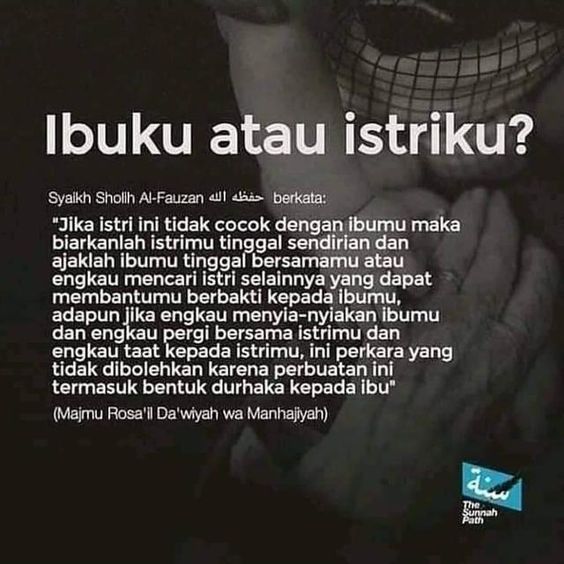 Ibuku atau istriku?
Syaikh Sholih Al-Fauzan حفظه الله berkata:
"Jika istri ini tidak cocok dengan ibumu maka
biarkanlah istrimu tinggal sendirian dan
ajaklah ibumu tinggal bersamamu atau
engkau mencari istri selainnya yang dapat
membantumu berbakti kepada ibumu,
adapun jika engkau menyia-nyiakan ibumu
dan engkau pergi bersama istrimu dan
engkau taat kepada istrimu, ini perkara yang
tidak dibolehkan karena perbuatan ini
termasuk bentuk durhaka kepada ibu"
(Majmu Rosa'il Da'wiyah wa Manhajiyah)
سنة
The
Sunnah
Path